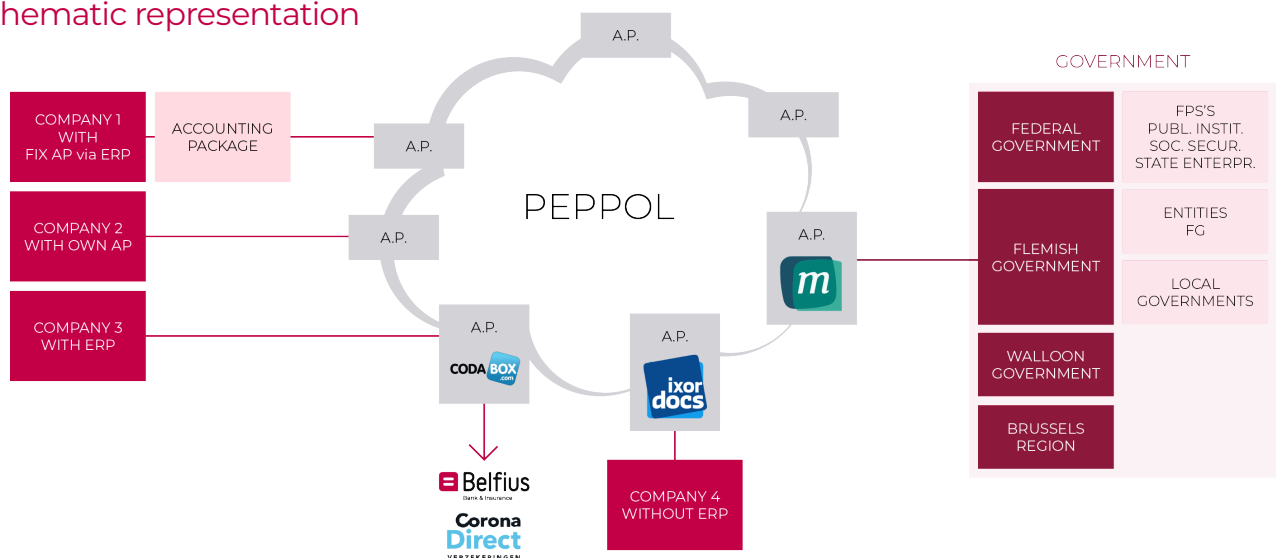 hematic representation
A.P.
GOVERNMENT
COMPANY 1
WITH
FIX AP via ERP
ACCOUNTING
PACKAGE
A.P.
A.P.
FEDERAL
GOVERNMENT
FPS'S
PUBL. INSTIT.
SOC. SECUR.
STATE ENTERPR.
PEPPOL
COMPANY 2
WITH OWN AP
A.P.
A.P.
m
FLEMISH
GOVERNMENT
ENTITIES
FG
LOCAL
GOVERNMENTS
COMPANY 3
WITH ERP
A.P.
CODABOX
.com
A.P.
ixor
docs
WALLOON
GOVERNMENT
BRUSSELS
REGION
Belfius
Bank & Insurance
Corona
Direct
VERZEKERINGEN
COMPANY 4
WITHOUT ERP